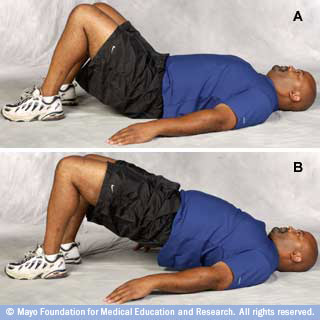 A
B
© Mayo Foundation for Medical Education and Research. All rights reserved.